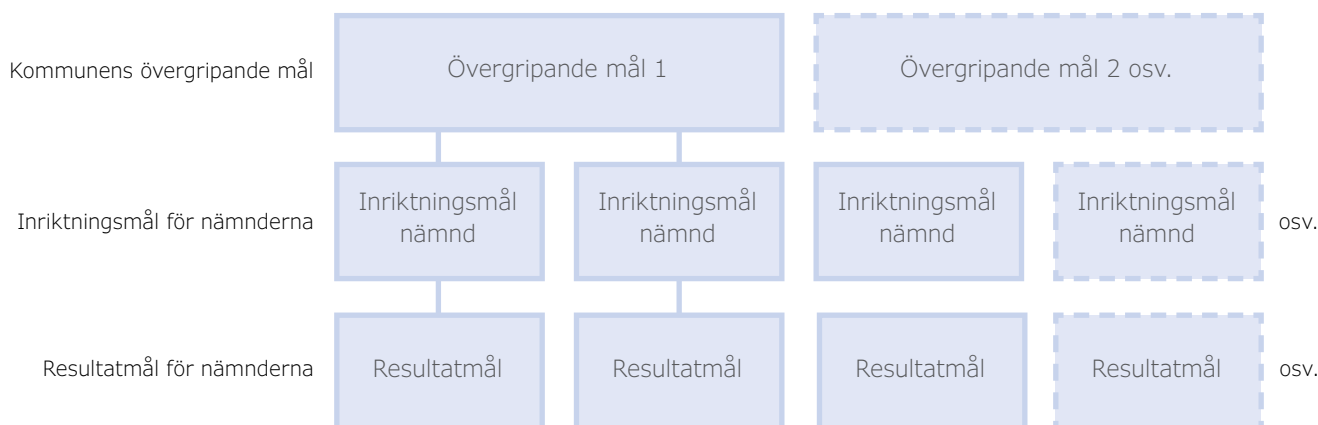 Kommunens övergripande mål
Övergripande mål 1
Övergripande mål 2 osv.
Inriktningsmål för nämnderna
Inriktningsmål
nämnd
Inriktningsmål
nämnd
Inriktningsmål
nämnd
Inriktningsmål
nämnd
osv.
Resultatmål för nämnderna
Resultatmål
Resultatmål
Resultatmål
Resultatmål
osv.